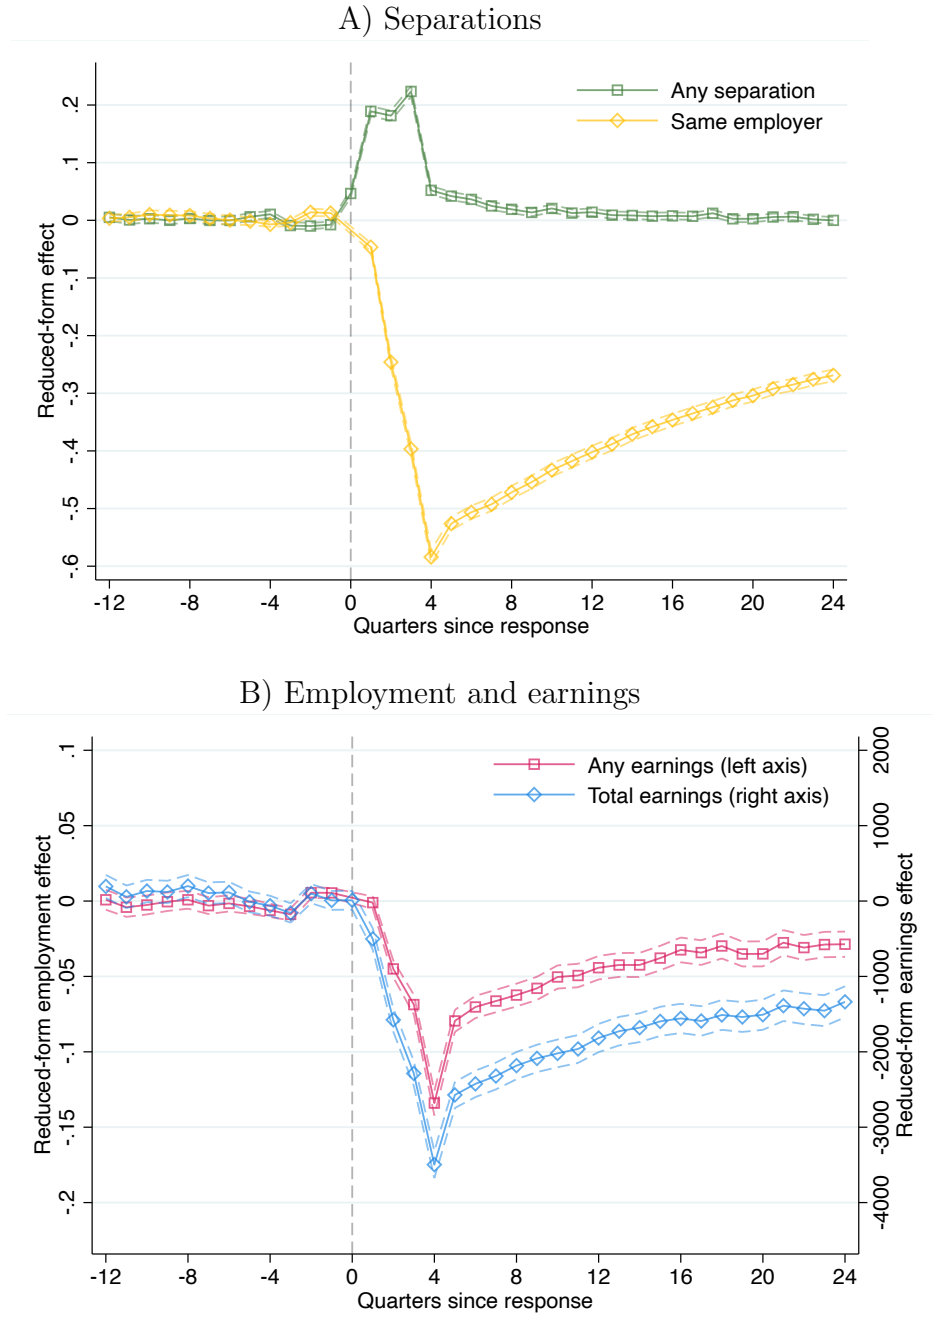 A) Separations
Any separation
Same employer
.2
.1
0
-.1
-.2
-.3
-.4
-.5
-.6
Reduced-form effect
-12 -8 -4 0 4 8 12 16 20 24
Quarters since response
B) Employment and earnings
Any earnings (left axis)
Total earnings (right axis)
.1
.05
0
-.05
-.1
-.15
-.2
Reduced-form employment effect
2000
1000
0
-1000
-2000
-3000
-4000
Reduced-form earnings effect
-12 -8 -4 0 4 8 12 16 20 24
Quarters since response